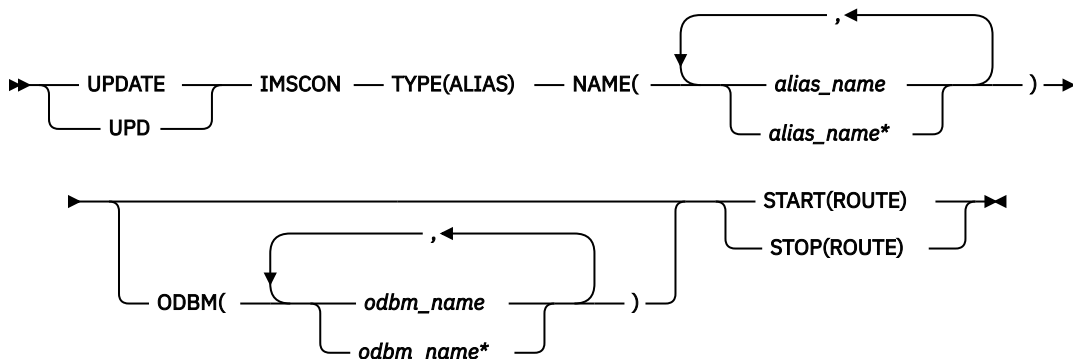 ,
UPDATE IMSCON TYPE(ALIAS) NAME( alias_name )
UPD alias_name*
START(ROUTE)
STOP(ROUTE)
,
ODBM( odbm_name )
odbm_name*